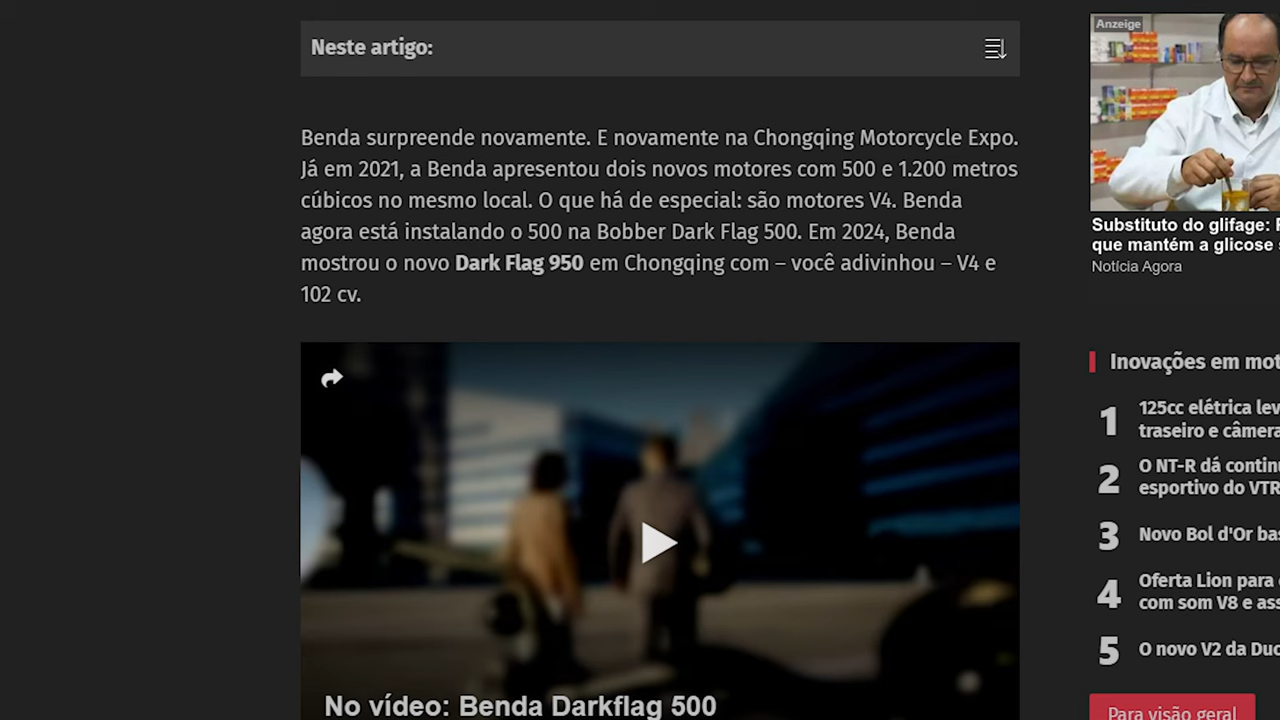 Neste artigo:
Benda surpreende novamente. E novamente na Chongqing Motorcycle Expo.
Já em 2021, a Benda apresentou dois novos motores com 500 e 1.200 metros
cúbicos no mesmo local. O que há de especial: são motores V4. Benda
agora está instalando o 500 na Bobber Dark Flag 500. Em 2024, Benda
mostrou o novo Dark Flag 950 em Chongqing com – você adivinhou – V4 e
102 cv.
No vídeo: Benda Darkflag 500
Anzeige
Substituto do glifage:
que mantém a glicose
Notícia Agora
Inovações em mot
1 125cc elétrica lev
traseiro e câmera
2 O NT-R dá contin
esportivo do VTR
3 Novo Bol d'Or bas
4 Oferta Lion para
com som V8 e ass
5 O novo V2 da Duc
Para visão geral